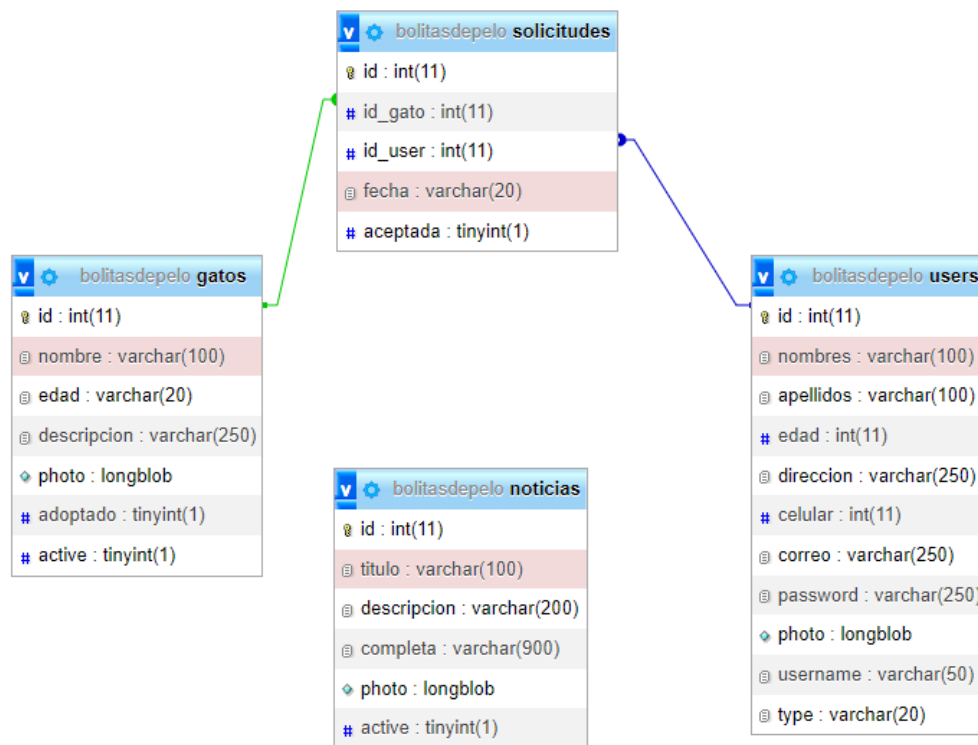 bolitasdepelo solicitudes
id : int(11)
id_gato : int(11)
id_user : int(11)
fecha : varchar(20)
aceptada : tinyint(1)
bolitasdepelo gatos
id : int(11)
nombre : varchar(100)
edad : varchar(20)
descripcion : varchar(250)
photo : longblob
adoptado : tinyint(1)
active : tinyint(1)
bolitasdepelo noticias
id : int(11)
titulo : varchar(100)
descripcion : varchar(200)
completa : varchar(900)
photo : longblob
active : tinyint(1)
bolitasdepelo users
id : int(11)
nombres : varchar(100)
apellidos : varchar(100)
edad : int(11)
direccion : varchar(250)
celular : int(11)
correo : varchar(250)
password : varchar(250)
photo : longblob
username : varchar(50)
type : varchar(20)